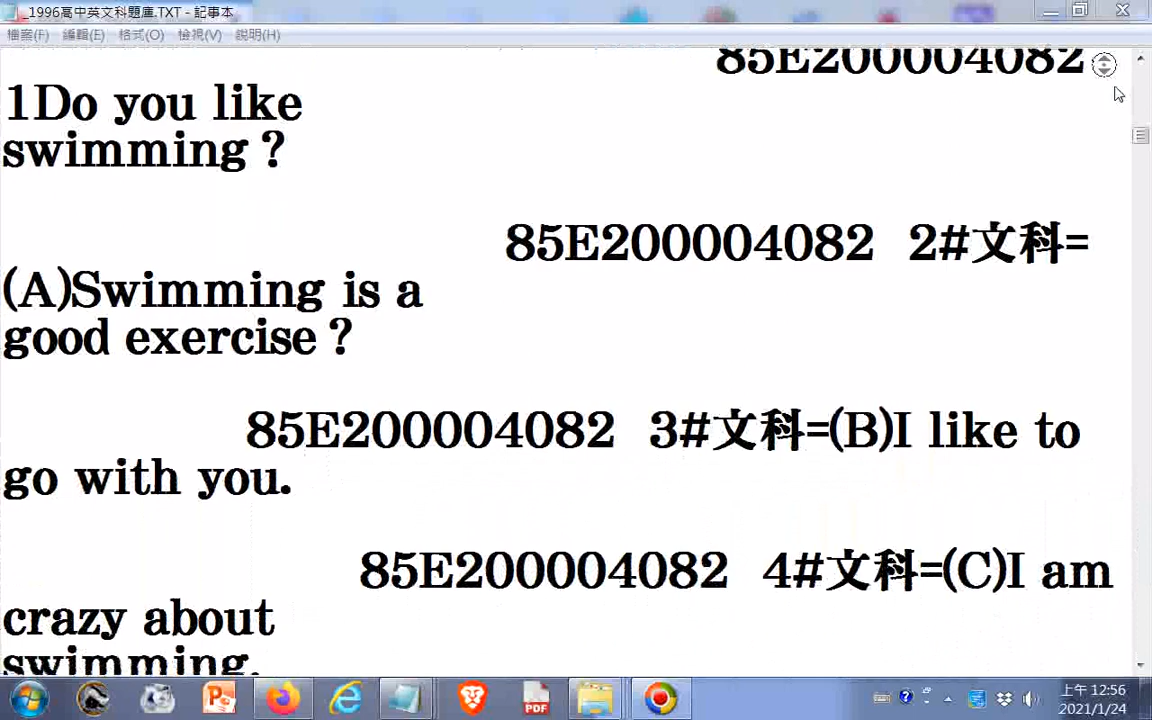 _1996高中英文科題庫.TXT - 記事本
檔案(F) 編輯(E) 格式(O) 檢視(V) 說明(H)
85E200004082
1Do you like
swimming？
85E200004082 2#文科=
(A)Swimming is a
good exercise？
85E200004082 3#文科=(B)I like to
go with you.
85E200004082 4#文科=(C)I am
crazy about
swimming.
PDF
上午 12:56
2021/1/24